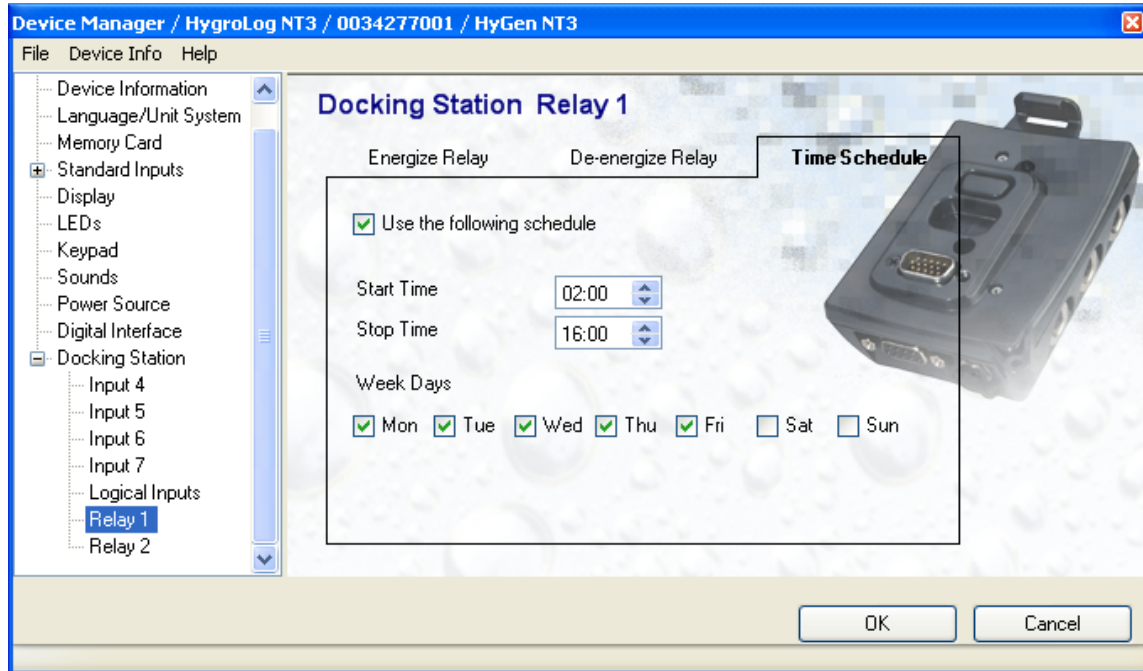 Device Manager / HygroLog NT3 / 0034277001 / HyGen NT3
File Device Info Help
Device Information
Language/Unit System
Memory Card
Standard Inputs
Display
LEDs
Keypad
Sounds
Power Source
Digital Interface
Docking Station
Input 4
Input 5
Input 6
Input 7
Logical Inputs
Relay 1
Relay 2
Docking Station Relay 1
Energize Relay De-energize Relay Time Schedule
Use the following schedule
Start Time 02:00
Stop Time 16:00
Week Days
Mon Tue Wed Thu Fri Sat Sun
OK Cancel